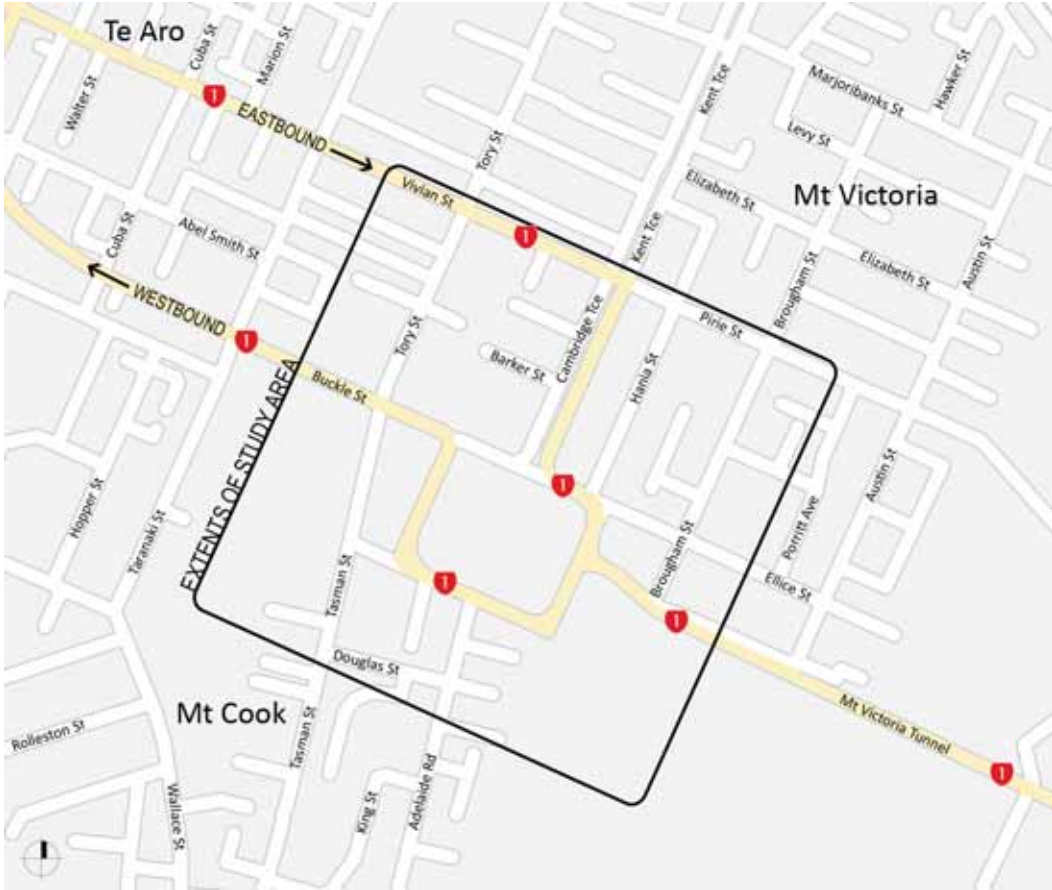 Te Aro
Cuba St
Marion St
Walter St
1
EASTBOUND
Tory St
Kent Tce
Marjoribanks St
Hawker St
Levy St
Mt Victoria
Elizabeth St
Elizabeth St
Austin St
Vivian St
1
Kent Tce
Brougham St
Cuba St
Abel Smith St
WESTBOUND
1
Tory St
Cambridge Tce
Pirie St
Barker St
Hania St
Buckle St
EXTENTS OF STUDY AREA
Hopper St
Taranaki St
1
Austin St
Porritt Ave
Brougham St
Ellice St
Tasman St
1
1
Douglas St
Mt Cook
Mt Victoria Tunnel
1
Rolleston St
Tasman St
Wallace St
King St
Adelaide Rd